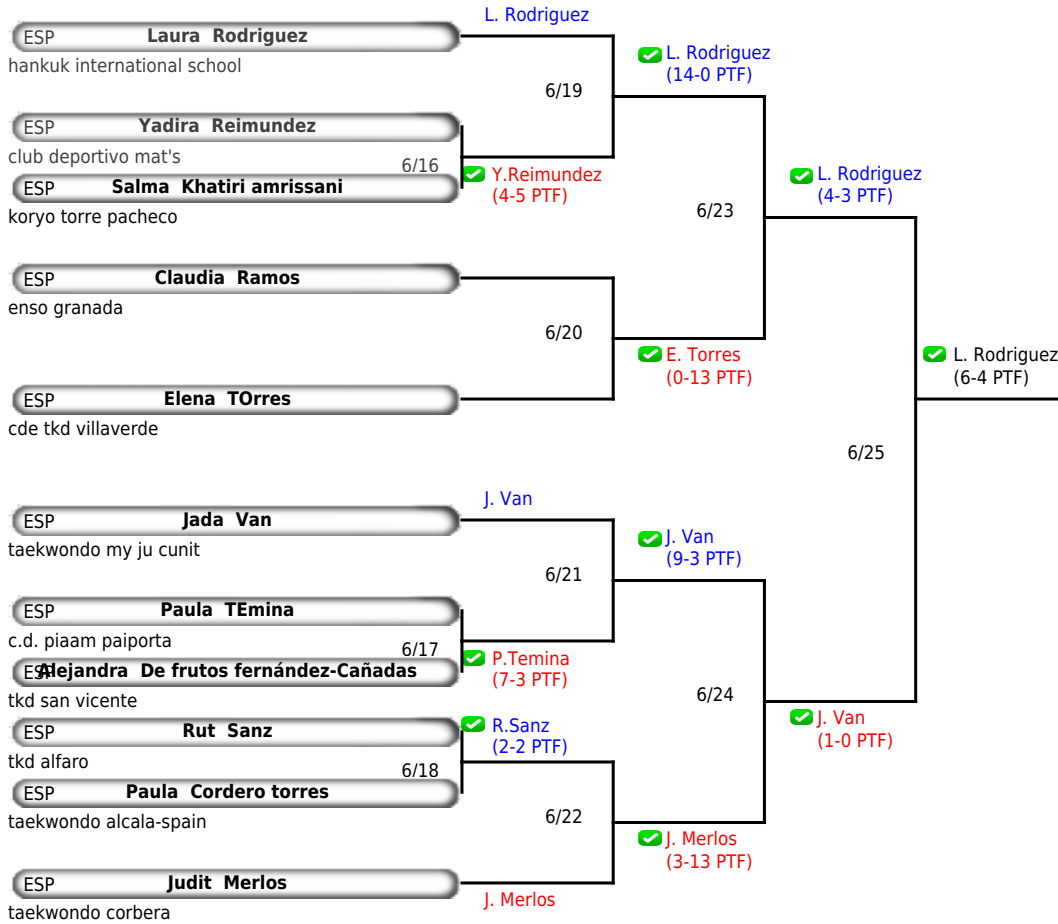 L. Rodriguez
ESP Laura Rodriguez
hankuk international school
L. Rodriguez
(14-0 PTF)
6/19
ESP Yadira Reimundez
club deportivo mat's
6/16
Y.Reimundez
(4-5 PTF)
ESP Salma Khatiri amrissani
koryo torre pacheco
L. Rodriguez
(4-3 PTF)
6/23
ESP Claudia Ramos
enso granada
6/20
E. Torres
(0-13 PTF)
L. Rodriguez
(6-4 PTF)
ESP Elena TOrres
cde tkd villaverde
6/25
J. Van
ESP Jada Van
taekwondo my ju cunit
J. Van
(9-3 PTF)
6/21
ESP Paula TEmina
c.d. piaam paiporta
6/17
P.Temina
(7-3 PTF)
ESP Alejandra De frutos fernández-Cañadas
tkd san vicente
6/24
J. Van
(1-0 PTF)
ESP Rut Sanz
R.Sanz
(2-2 PTF)
tkd alfaro
6/18
ESP Paula Cordero torres
taekwondo alcala-spain
6/22
J. Merlos
(3-13 PTF)
ESP Judit Merlos
J. Merlos
taekwondo corbera